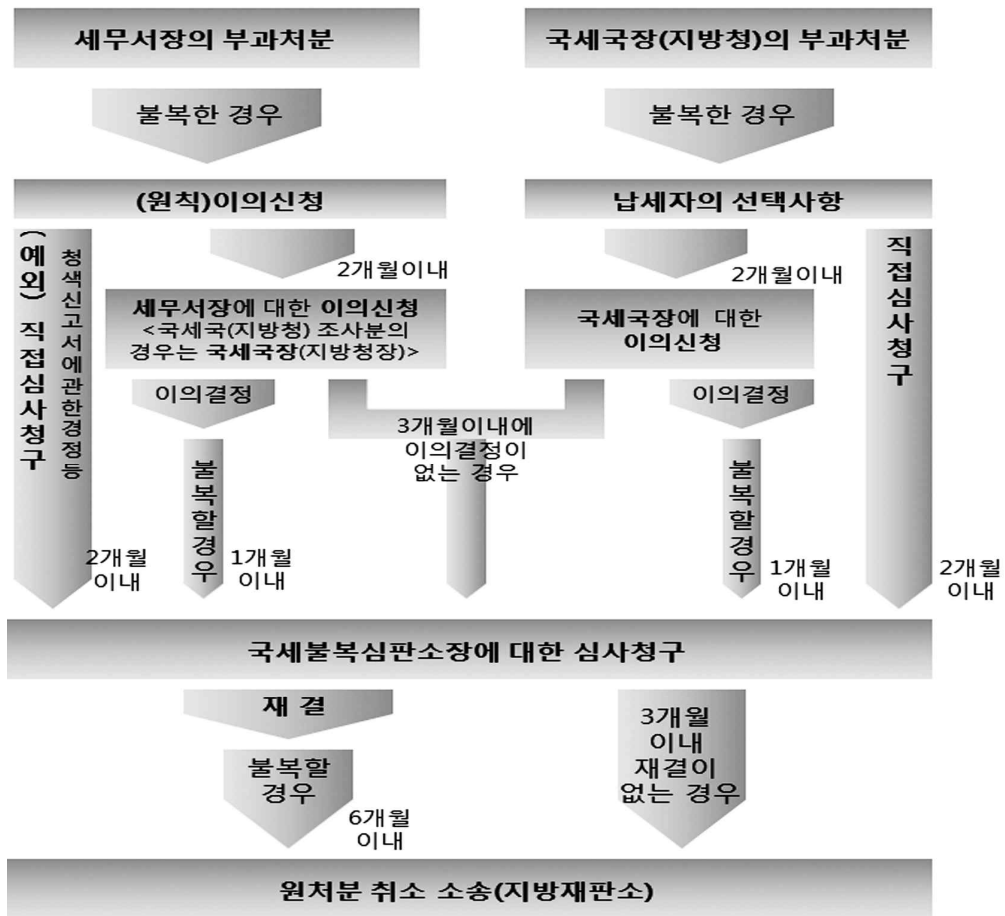 세무서장의 부과처분
국세국장(지방청)의 부과처분
불복한 경우
불복한 경우
(원칙)이의신청
납세자의 선택사항
(예외) 직접심사청구
청색신고서에관한경정등
2개월이내
2개월이내
직접심사청구
세무서장에 대한 이의신청
<국세국(지방청) 조사분의
경우는 국세국장(지방청장)>
국세국장에 대한
이의신청
이의결정
이의결정
3개월이내에
이의결정이
없는 경우
불복할경우
불복할경우
2개월
이내
1개월
이내
1개월
이내
2개월
이내
국세불복심판소장에 대한 심사청구
재 결
불복할
경우
6개월
이내
3개월
이내
재결이
없는 경우
원처분 취소 소송(지방재판소)